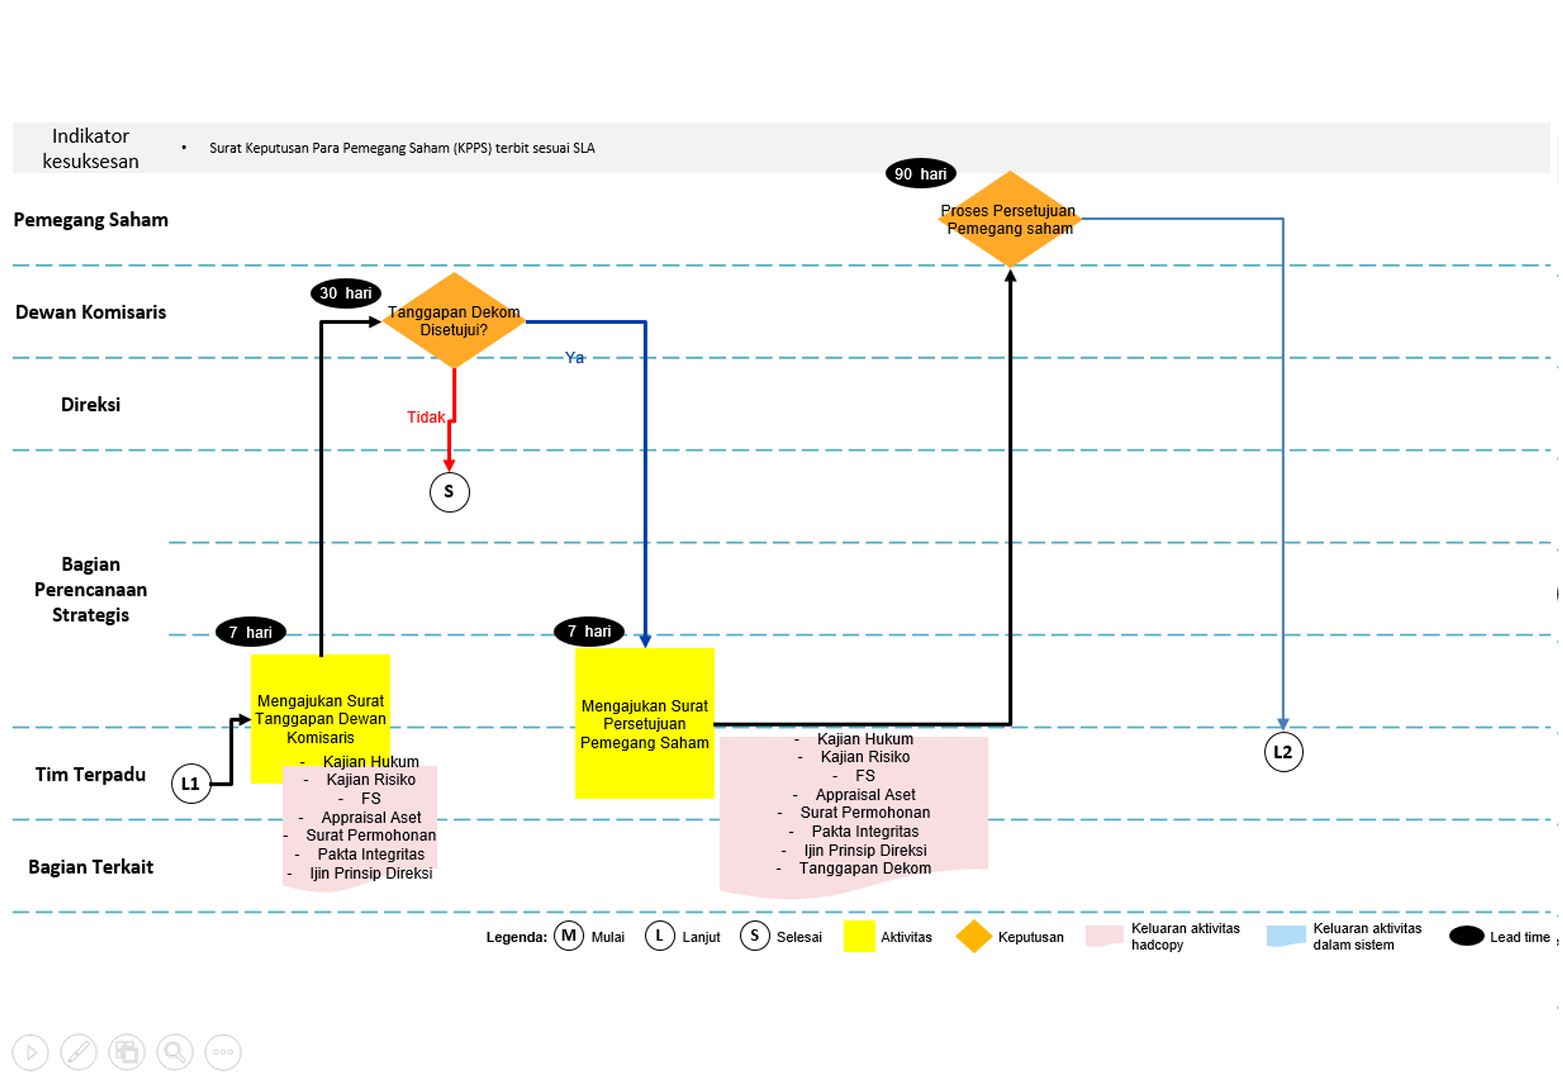 Indikator
kesuksesan
• Surat Keputusan Para Pemegang Saham (KPPS) terbit sesuai SLA
90 hari
Pemegang Saham
Proses Persetujuan
Pemegang saham
30 hari
Dewan Komisaris
Tanggapan Dekom
Disetujui?
Ya
Direksi
Tidak
S
Bagian
Perencanaan
Strategis
7 hari
7 hari
Mengajukan Surat
Tanggapan Dewan
Komisaris
Mengajukan Surat
Persetujuan
Pemegang Saham
Tim Terpadu
L1
- Kajian Hukum
- Kajian Risiko
- FS
- Appraisal Aset
- Surat Permohonan
- Pakta Integritas
- Ijin Prinsip Direksi
- Kajian Hukum
- Kajian Risiko
- FS
- Appraisal Aset
- Surat Permohonan
- Pakta Integritas
- Ijin Prinsip Direksi
- Tanggapan Dekom
L2
Bagian Terkait
Legenda:
M Mulai
L Lanjut
S Selesai
Aktivitas
Keputusan
Keluaran aktivitas
hadcopy
Keluaran aktivitas
dalam sistem
Lead time